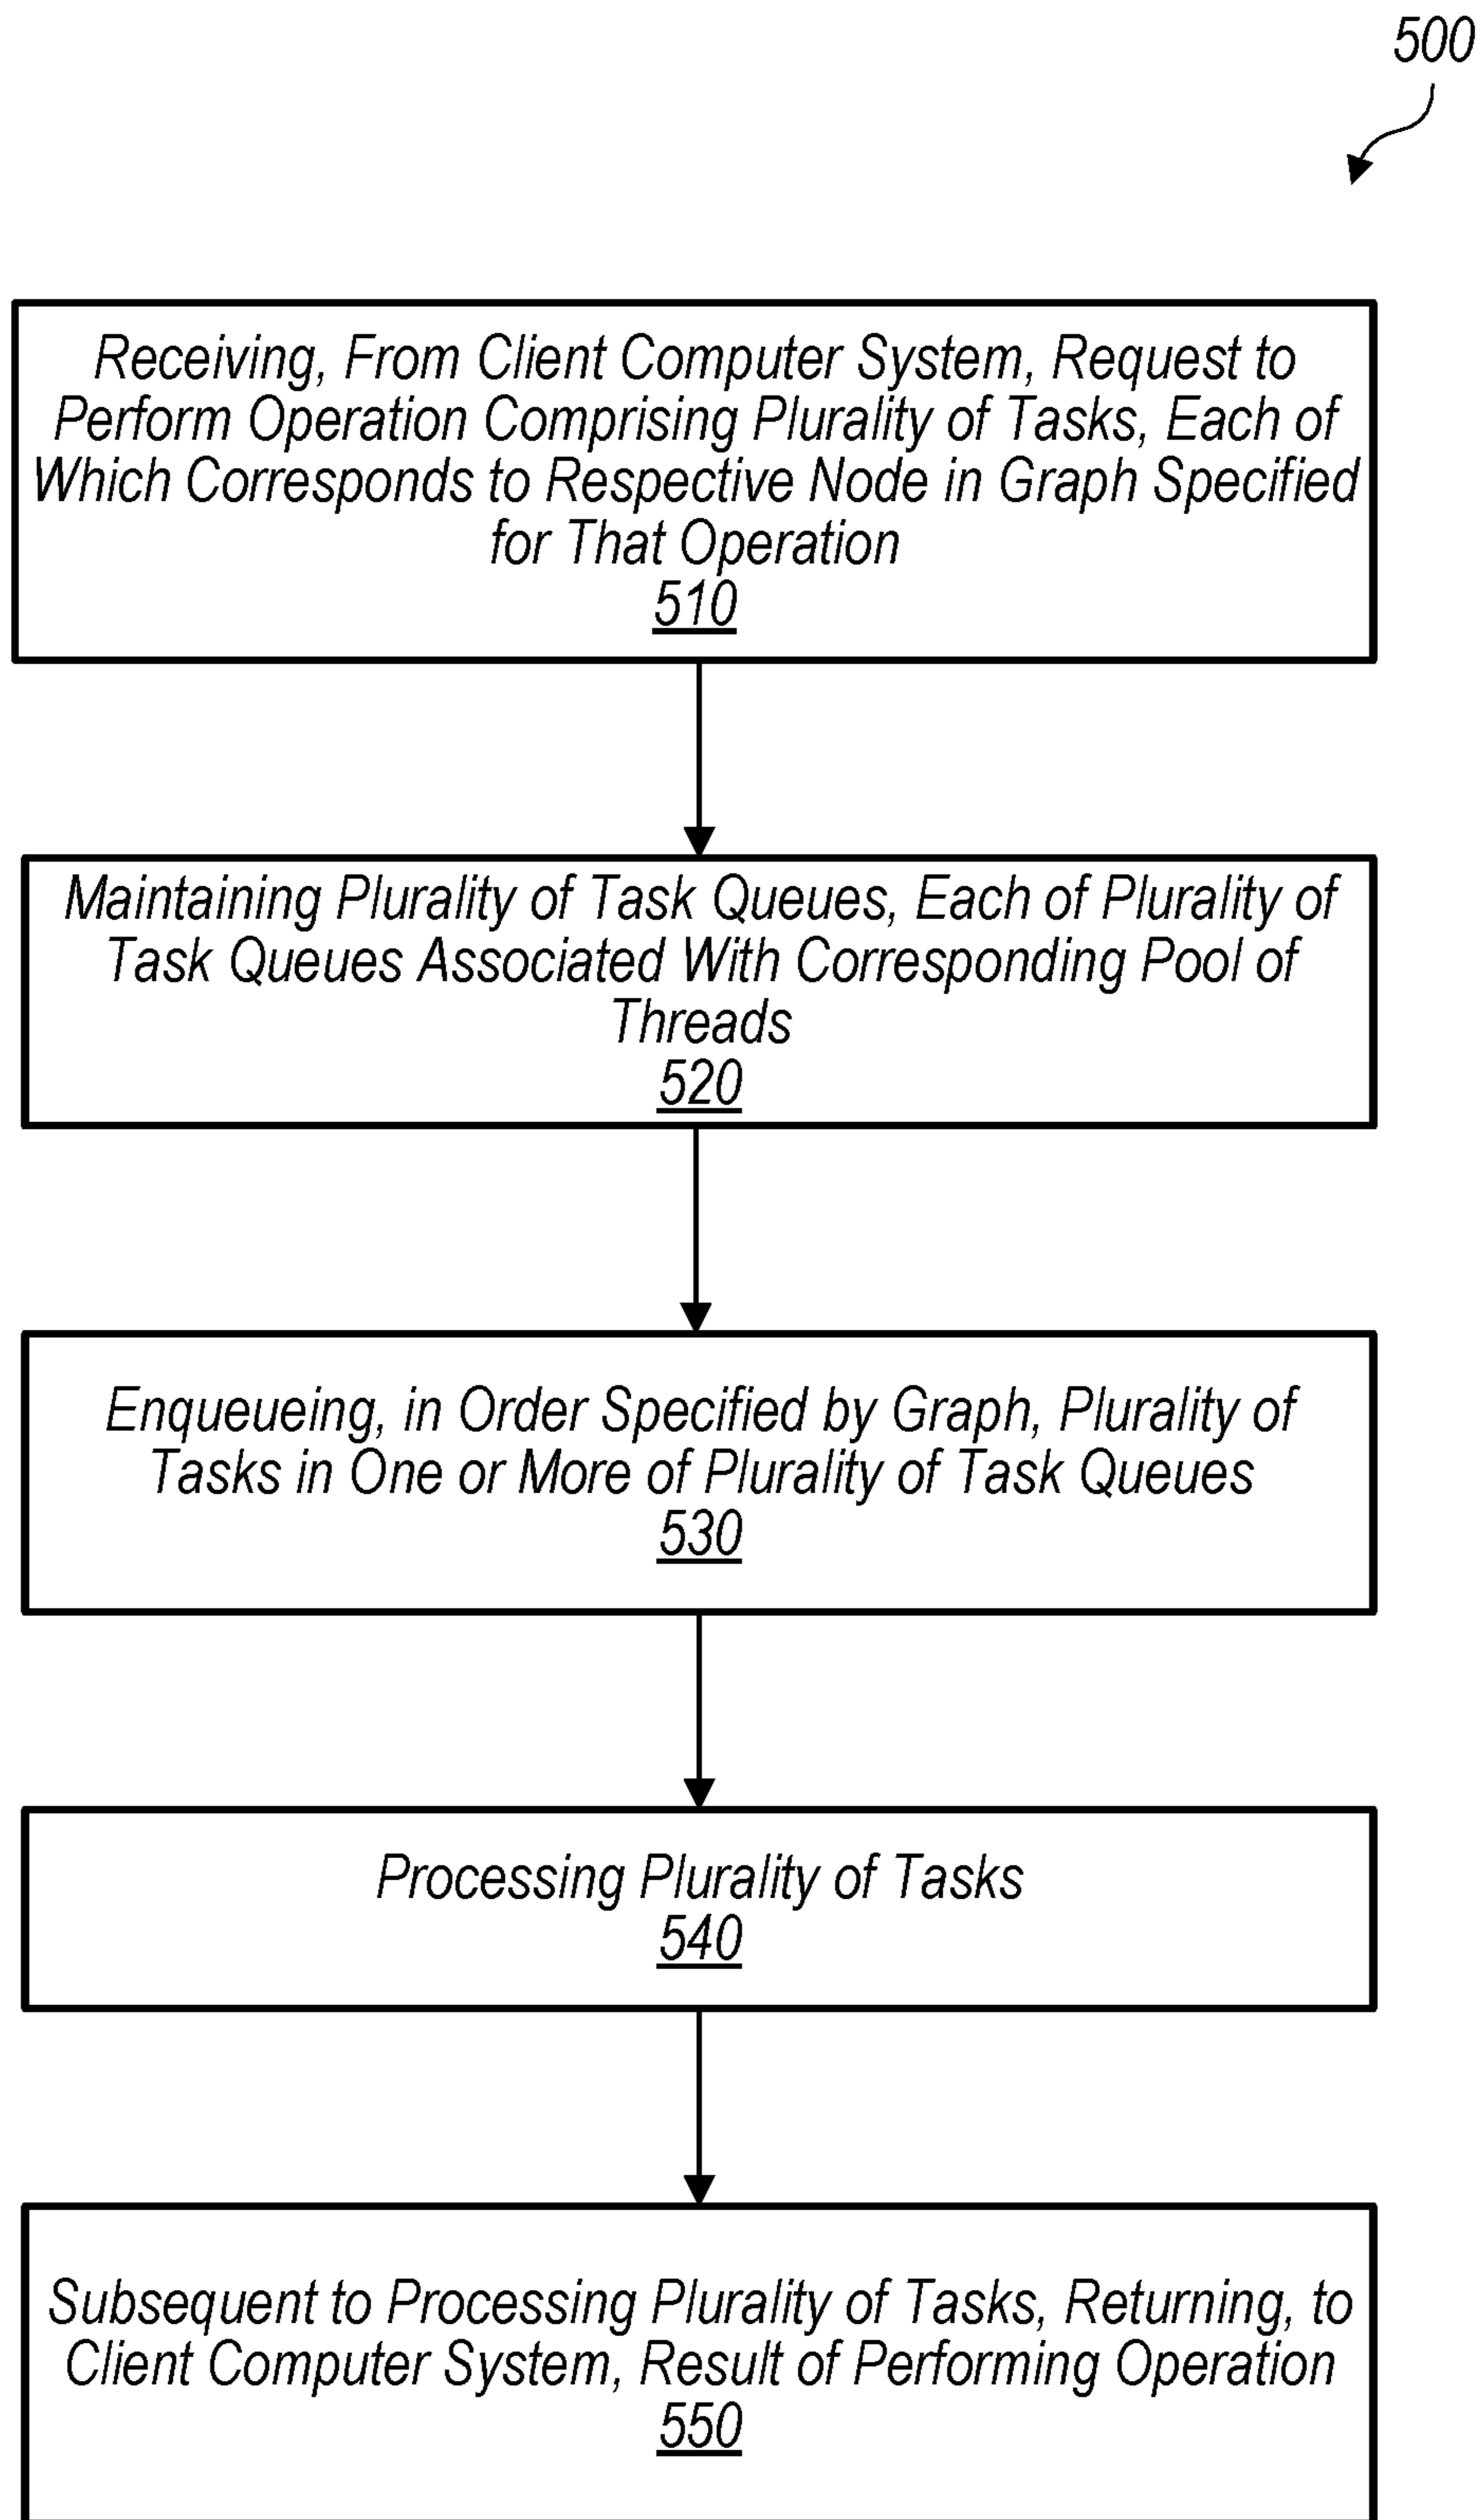 500
Receiving, From Client Computer System, Request to
Perform Operation Comprising Plurality of Tasks, Each of
Which Corresponds to Respective Node in Graph Specified
for That Operation
510
Maintaining Plurality of Task Queues, Each of Plurality of
Task Queues Associated With Corresponding Pool of
Threads
520
Enqueueing, in Order Specified by Graph, Plurality of
Tasks in One or More of Plurality of Task Queues
530
Processing Plurality of Tasks
540
Subsequent to Processing Plurality of Tasks, Returning, to
Client Computer System, Result of Performing Operation
550